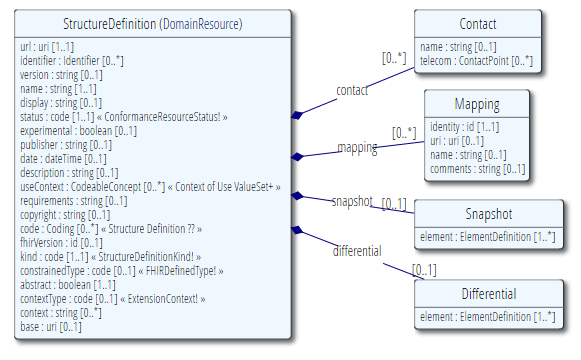 StructureDefinition (DomainResource)
url : uri [1..1]
identifier : Identifier [0..*]
version : string [0..1]
name : string [1..1]
display : string [0..1]
status : code [1..1] « ConformanceResourceStatus! »
experimental : boolean [0..1]
publisher : string [0..1]
date : dateTime [0..1]
description : string [0..1]
useContext : CodeableConcept [0..*] « Context of Use ValueSet+ »
requirements : string [0..1]
copyright : string [0..1]
code : Coding [0..*] « Structure Definition ?? »
fhirVersion : id [0..1]
kind : code [1..1] « StructureDefinitionKind! »
constrainedType : code [0..1] « FHIRDefinedType! »
abstract : boolean [1..1]
contextType : code [0..1] « ExtensionContext! »
context : string [0..*]
base : uri [0..1]
contact
[0..*]
Contact
name : string [0..1]
telecom : ContactPoint [0..*]
mapping
[0..*]
Mapping
identity : id [1..1]
uri : uri [0..1]
name : string [0..1]
comments : string [0..1]
snapshot
[0..1]
Snapshot
element : ElementDefinition [1..*]
differential
[0..1]
Differential
element : ElementDefinition [1..*]